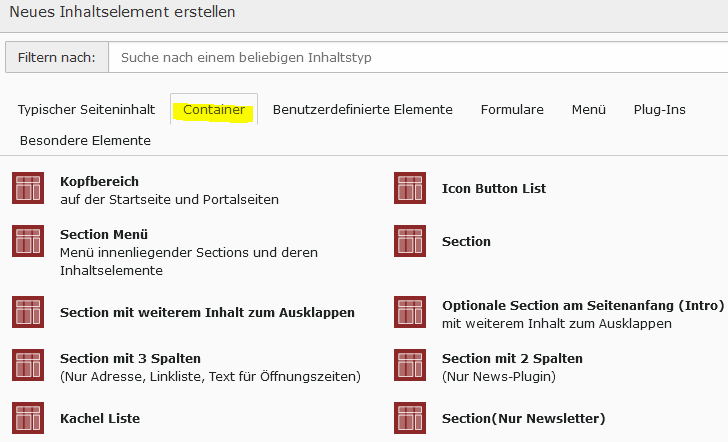 Neues Inhaltselement erstellen
Filtern nach: Suche nach einem beliebigen Inhaltstyp
Typischer Seiteninhalt Container Benutzerdefinierte Elemente Formulare Menü Plug-Ins
Besondere Elemente
Kopfbereich
auf der Startseite und Portalseiten
Icon Button List
Section Menü
Menü innenliegender Sections und deren
Inhaltselemente
Section
Section mit weiterem Inhalt zum Ausklappen
Optionale Section am Seitenanfang (Intro)
mit weiterem Inhalt zum Ausklappen
Section mit 3 Spalten
(Nur Adresse, Linkliste, Text für Öffnungszeiten)
Section mit 2 Spalten
(Nur News-Plugin)
Kachel Liste
Section(Nur Newsletter)